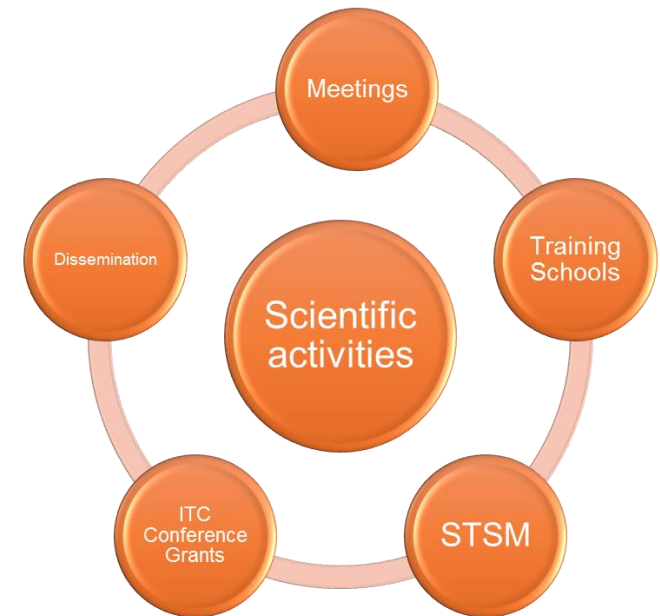 Meetings
Training
Schools
STSM
ITC
Conference
Grants
Dissemination
Scientific
activities